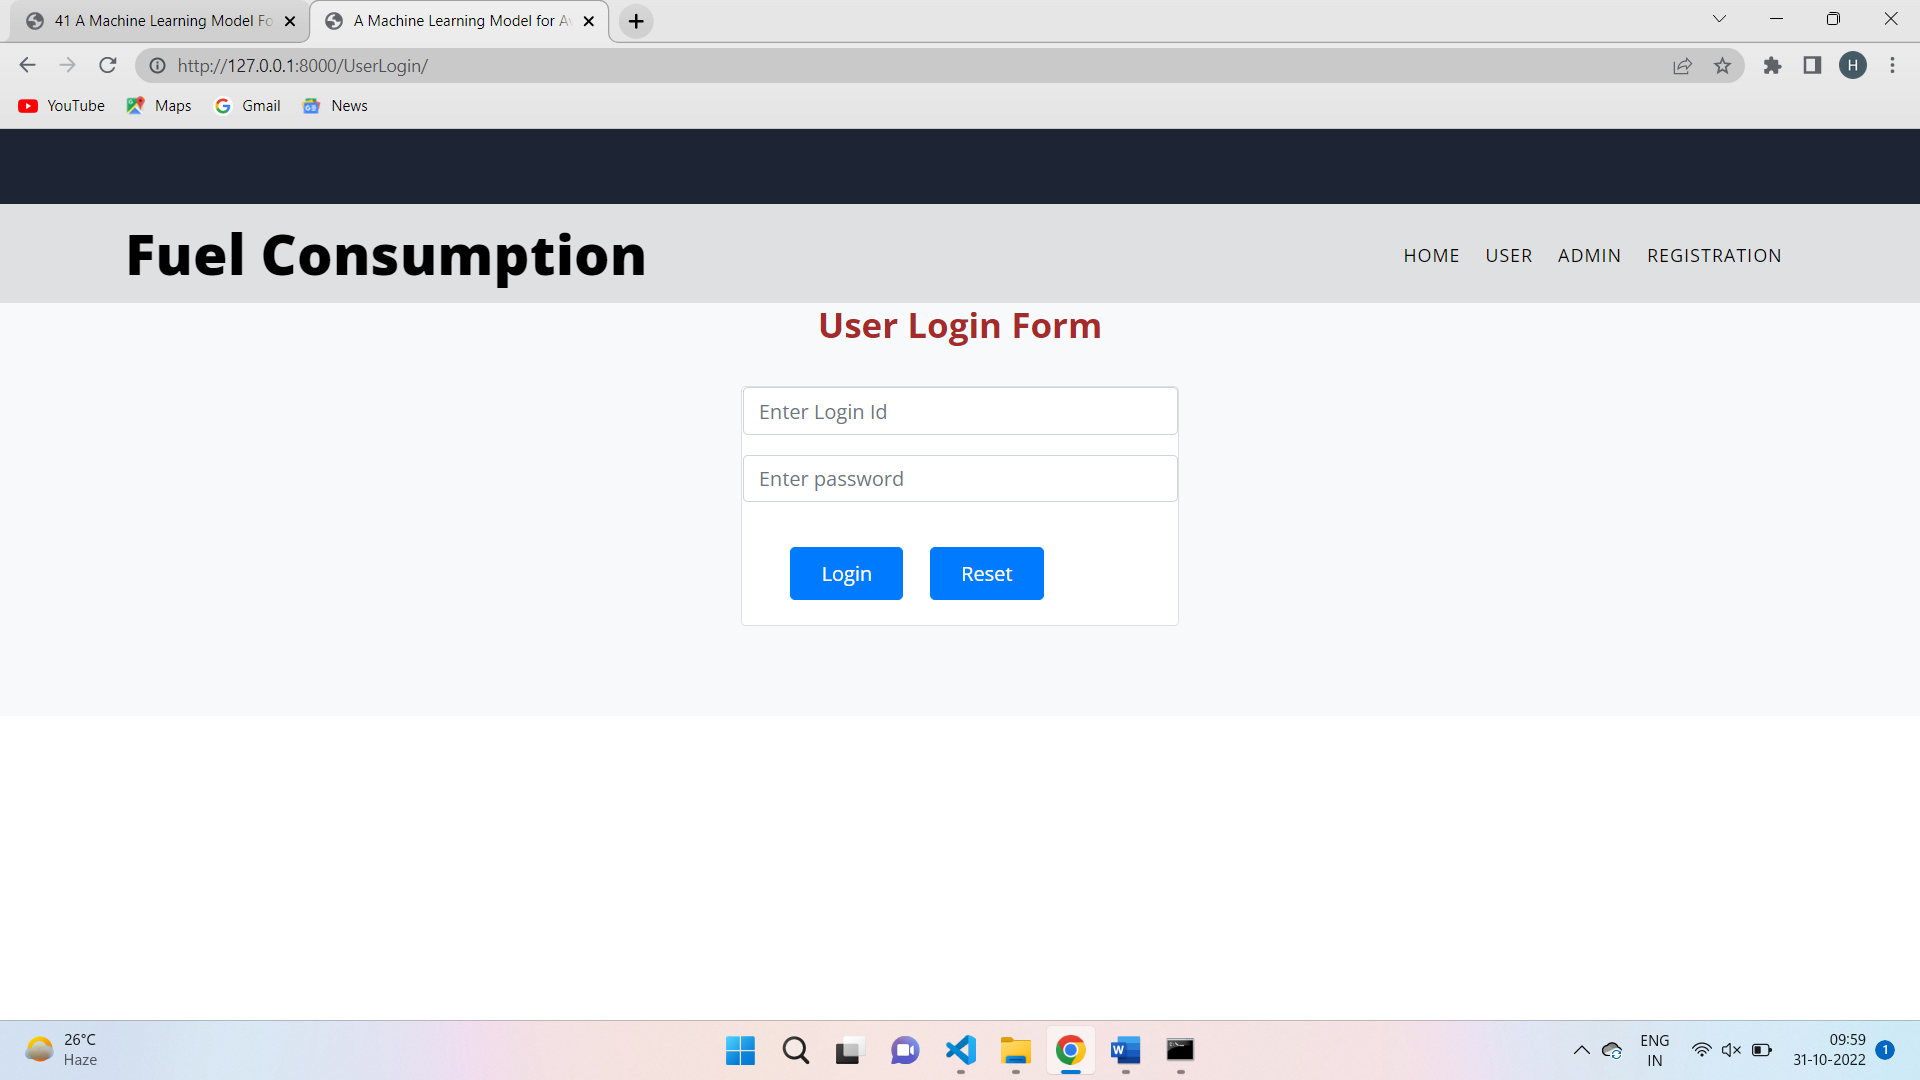 41 A Machine Learning Model Fo
A Machine Learning Model for Av
http://127.0.0.1:8000/UserLogin/
H
YouTube Maps Gmail News
Fuel Consumption
HOME USER ADMIN REGISTRATION
User Login Form
Enter Login Id
Enter password
Login Reset
26°C
Haze
ENG
IN
09:59
31-10-2022
1